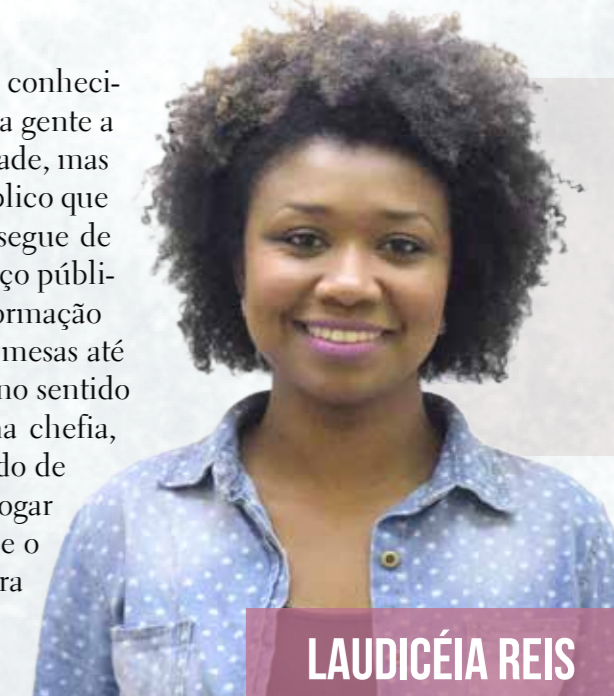 conheci-
a gente a
ade, mas
blico que
segue de
ço públi-
ormação
mesas até
no sentido
na chefia,
do de
ogar
e o
ra
LAUDICÉIA REIS